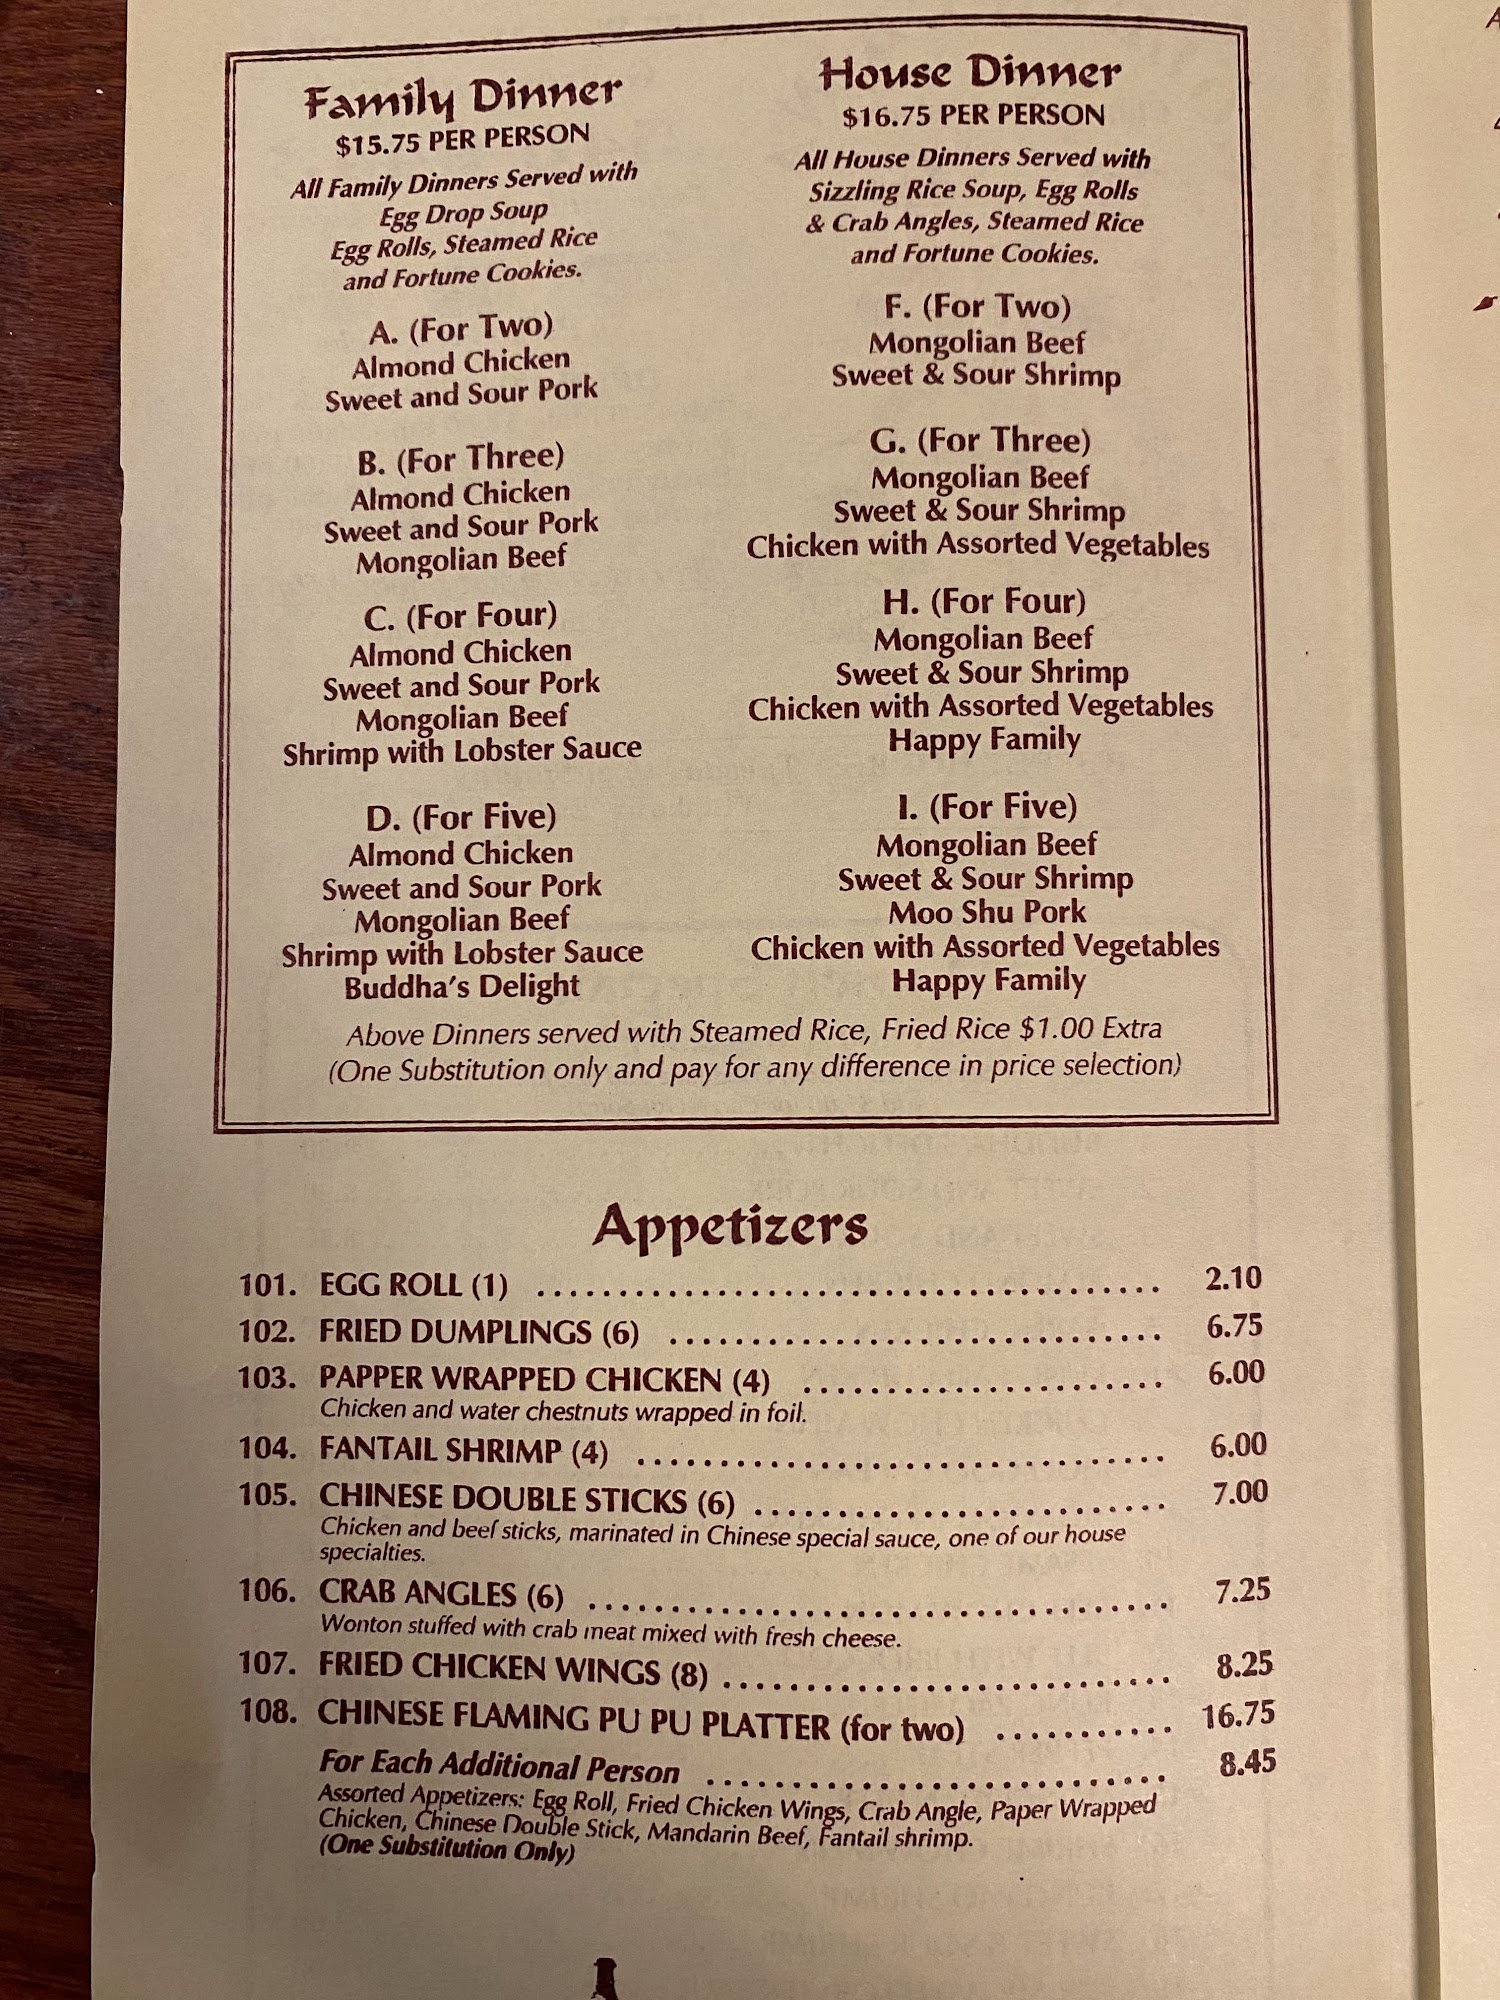 Family Dinner
$15.75 PER PERSON
All Family Dinners Served with
Egg Drop Soup
Egg Rolls, Steamed Rice
and Fortune Cookies.
A. (For Two)
Almond Chicken
Sweet and Sour Pork
B. (For Three)
Almond Chicken
Sweet and Sour Pork
Mongolian Beef
C. (For Four)
Almond Chicken
Sweet and Sour Pork
Mongolian Beef
Shrimp with Lobster Sauce
D. (For Five)
Almond Chicken
Sweet and Sour Pork
Mongolian Beef
Shrimp with Lobster Sauce
Buddha's Delight
House Dinner
$16.75 PER PERSON
All House Dinners Served with
Sizzling Rice Soup, Egg Rolls
& Crab Angles, Steamed Rice
and Fortune Cookies.
F. (For Two)
Mongolian Beef
Sweet & Sour Shrimp
G. (For Three)
Mongolian Beef
Sweet & Sour Shrimp
Chicken with Assorted Vegetables
H. (For Four)
Mongolian Beef
Sweet & Sour Shrimp
Chicken with Assorted Vegetables
Happy Family
I. (For Five)
Mongolian Beef
Sweet & Sour Shrimp
Moo Shu Pork
Chicken with Assorted Vegetables
Happy Family
Above Dinners served with Steamed Rice, Fried Rice $1.00 Extra
(One Substitution only and pay for any difference in price selection)
Appetizers
101. EGG ROLL (1) 2.10
102. FRIED DUMPLINGS (6) 6.75
103. PAPPER WRAPPED CHICKEN (4) 6.00
Chicken and water chestnuts wrapped in foil.
104. FANTAIL SHRIMP (4) 6.00
105. CHINESE DOUBLE STICKS (6) 7.00
Chicken and beef sticks, marinated in Chinese special sauce, one of our house
specialties.
106. CRAB ANGLES (6) 7.25
Wonton stuffed with crab meat mixed with fresh cheese.
107. FRIED CHICKEN WINGS (8) 8.25
108. CHINESE FLAMING PU PU PLATTER (for two) 16.75
For Each Additional Person 8.45
Assorted Appetizers: Egg Roll, Fried Chicken Wings, Crab Angle, Paper Wrapped
Chicken, Chinese Double Stick, Mandarin Beef, Fantail shrimp.
(One Substitution Only)